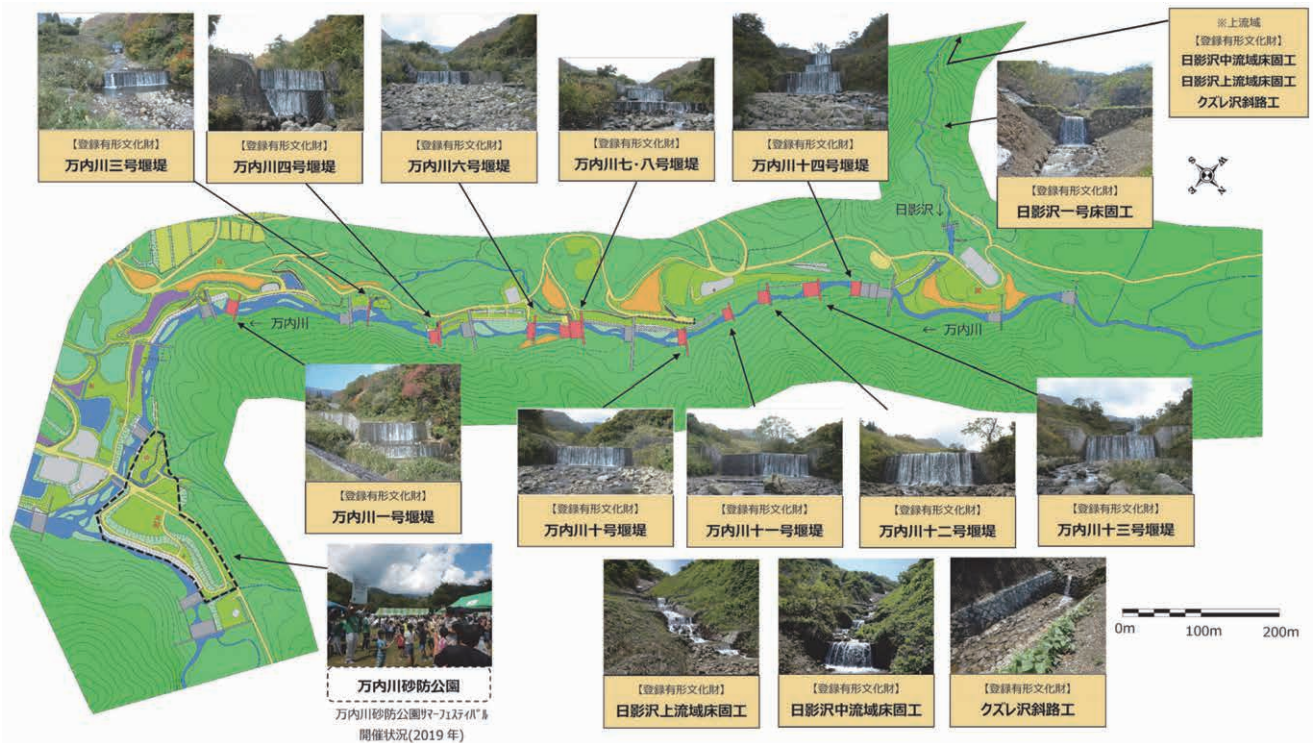 【登録有形文化財】
万内川三号堰堤
【登録有形文化財】
万内川四号堰堤
【登録有形文化財】
万内川六号堰堤
【登録有形文化財】
万内川七・八号堰堤
【登録有形文化財】
万内川十四号堰堤
※上流域
【登録有形文化財】
日影沢中流域床固工
日影沢上流域床固工
クズレ沢斜路工
【登録有形文化財】
日影沢一号床固工
日影沢↓
← 万内川
← 万内川
【登録有形文化財】
万内川一号堰堤
【登録有形文化財】
万内川十号堰堤
【登録有形文化財】
万内川十一号堰堤
【登録有形文化財】
万内川十二号堰堤
【登録有形文化財】
万内川十三号堰堤
万内川砂防公園
万内川砂防公園サマーフェスティバル
開催状況(2019 年)
【登録有形文化財】
日影沢上流域床固工
【登録有形文化財】
日影沢中流域床固工
【登録有形文化財】
クズレ沢斜路工
0m 100m 200m